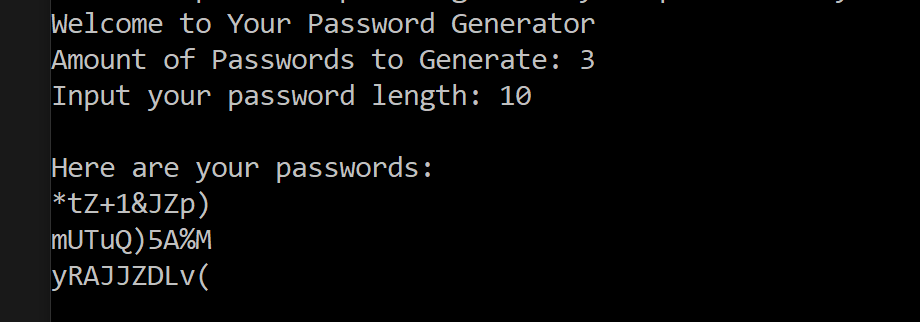 Welcome to Your Password Generator
Amount of Passwords to Generate: 3
Input your password length: 10
Here are your passwords:
*tZ+1&JZp)
mUTuQ)5A%M
yRAJJZDLv(